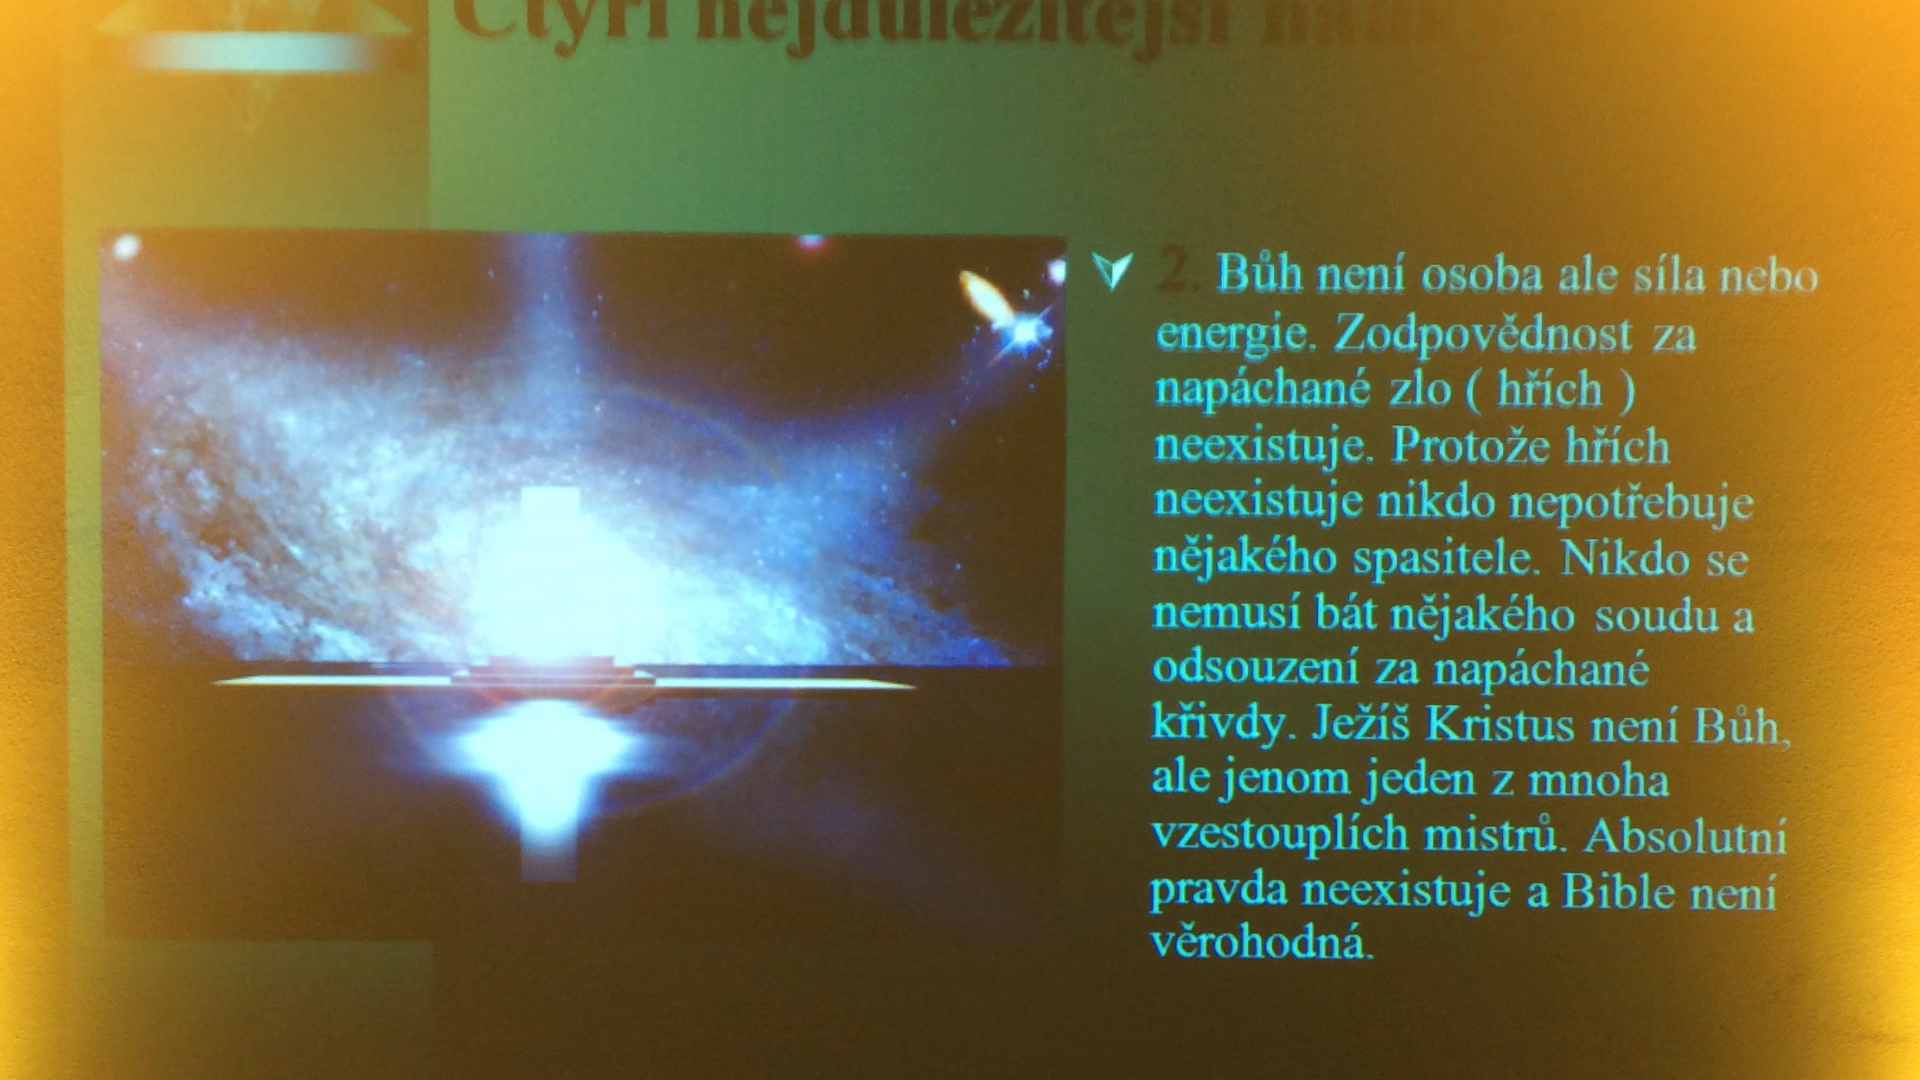 Čtyři nejdůležitější
2. Bůh není osoba ale síla nebo
energie. Zodpovědnost za
napáchané zlo ( hřích )
neexistuje. Protože hřích
neexistuje nikdo nepotřebuje
nějakého spasitele. Nikdo se
nemusí bát nějakého soudu a
odsouzení za napáchané
křivdy. Ježíš Kristus není Bůh,
ale jenom jeden z mnoha
vzestouplích mistrů. Absolutní
pravda neexistuje a Bible není
věrohodná.